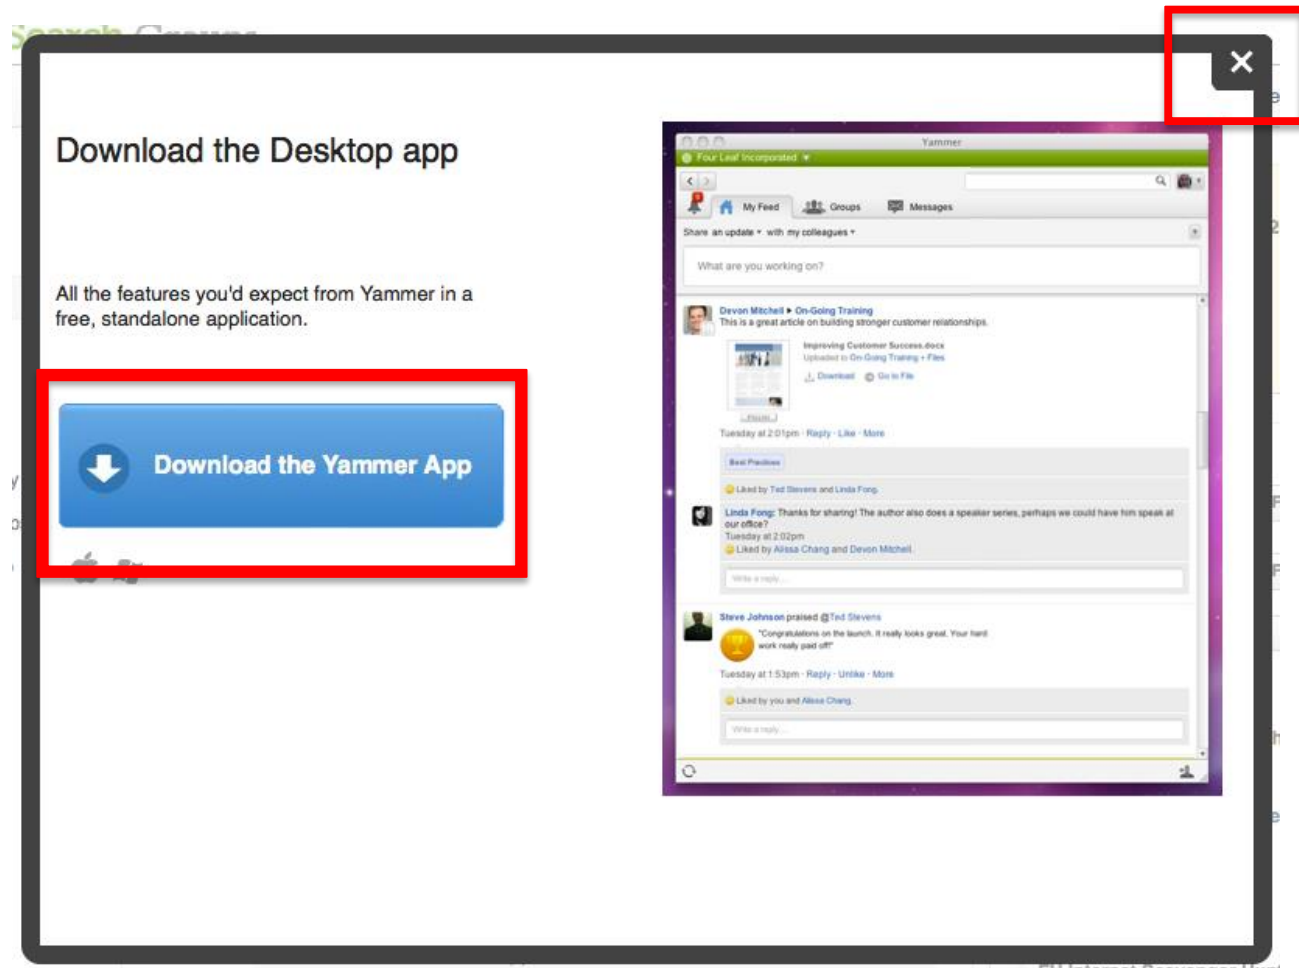 Search Groups
Download the Desktop app
All the features you'd expect from Yammer in a
free, standalone application.
Download the Yammer App
Yammer
Four Leaf Incorporated
My Feed
Groups
Messages
Share an update with my colleagues
What are you working on?
Devon Mitchell ▸ On-Going Training
This is a great article on building stronger customer relationships.
Improving Customer Success.docx
Uploaded to On-Going Training • Files
Download Go to File
Tuesday at 2:01pm · Reply · Like · More
Best Practices
Liked by Ted Stevens and Linda Fong.
Linda Fong: Thanks for sharing! The author also does a speaker series, perhaps we could have him speak at
our office?
Tuesday at 2:02pm
Liked by Alissa Chang and Devon Mitchell.
Write a reply...
Steve Johnson praised @Ted Stevens
"Congratulations on the launch. It really looks great. Your hard
work really paid off!"
Tuesday at 1:53pm · Reply · Unlike · More
Liked by you and Alissa Chang.
Write a reply...